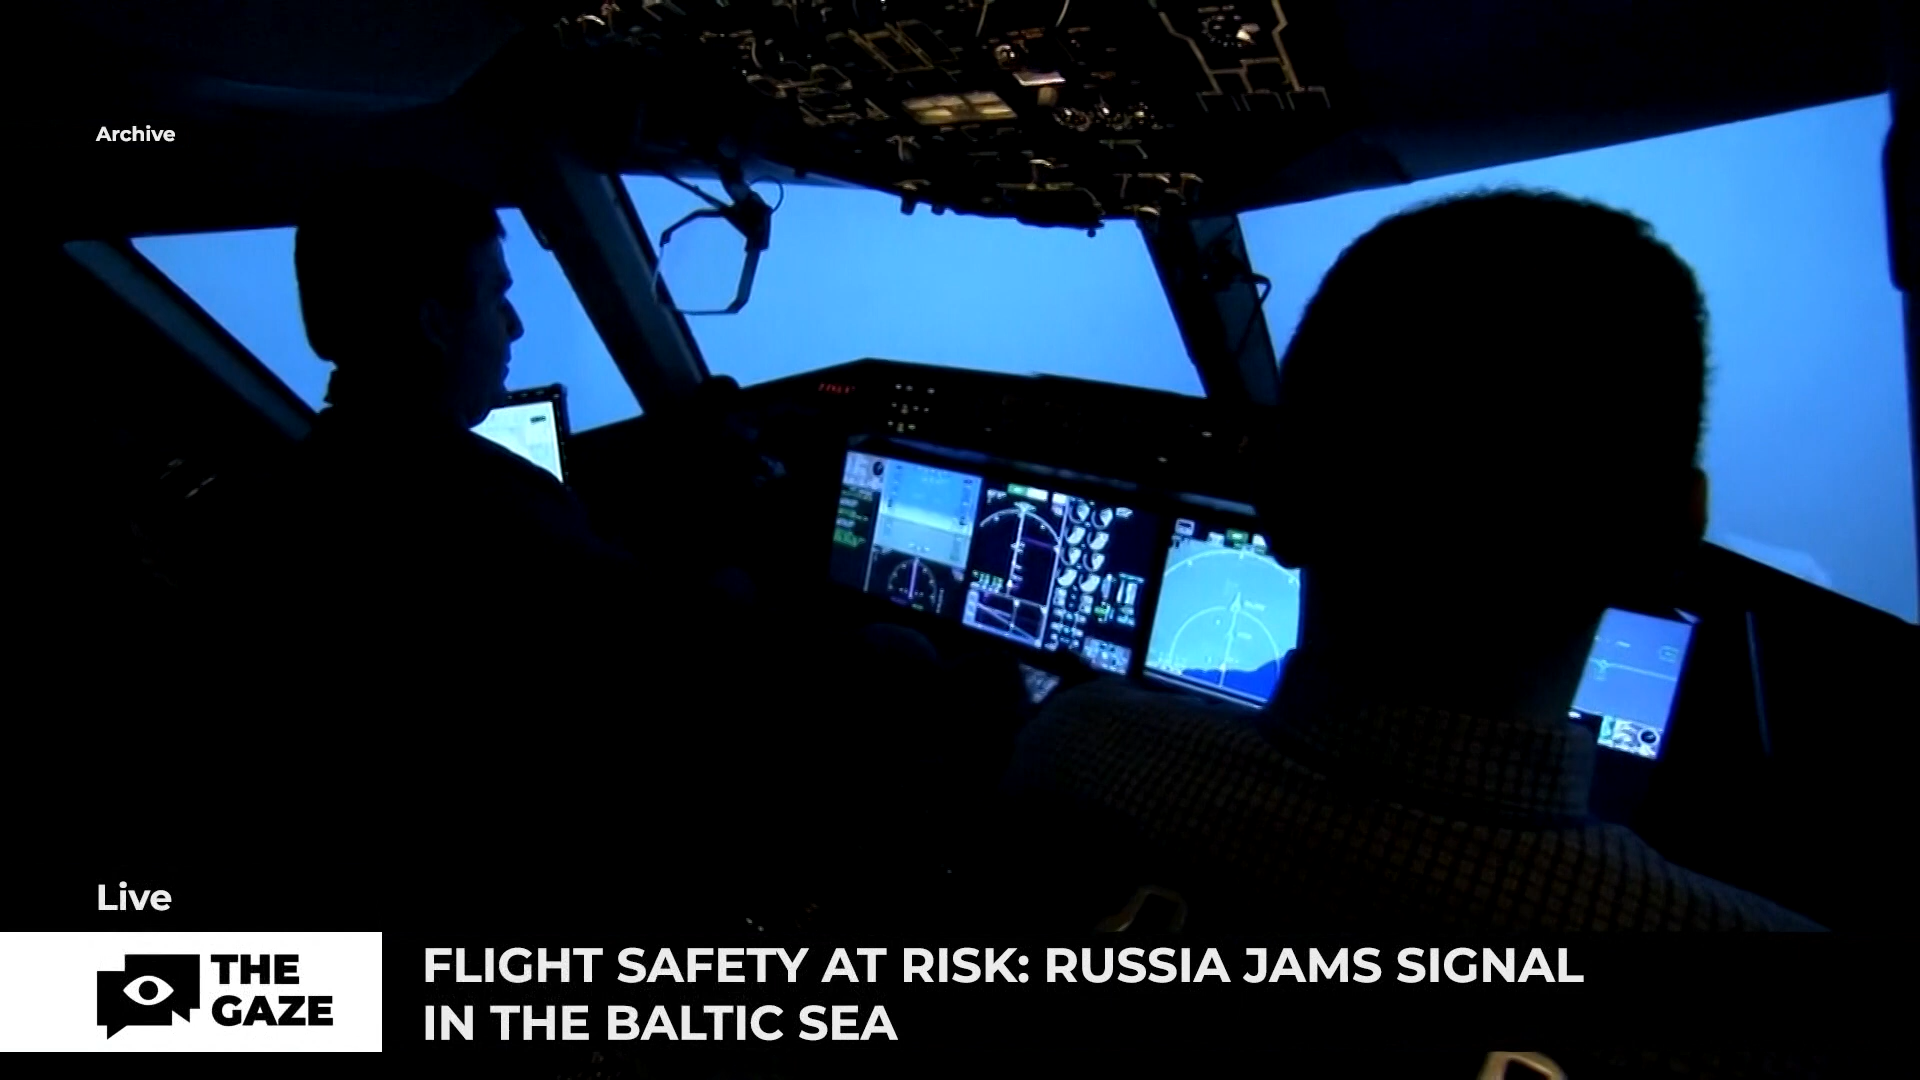 Archive
Live
THE
GAZE
FLIGHT SAFETY AT RISK: RUSSIA JAMS SIGNAL
IN THE BALTIC SEA